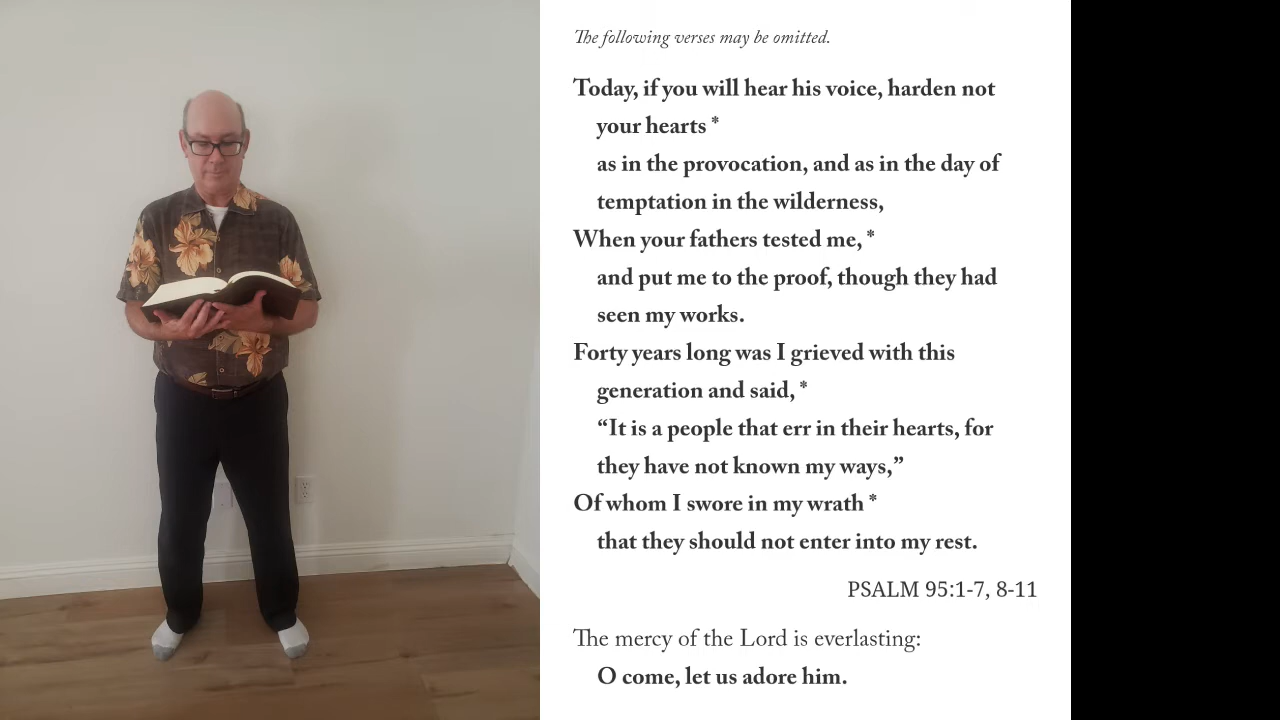 The following verses may be omitted.
Today, if you will hear his voice, harden not
your hearts *
as in the provocation, and as in the day of
temptation in the wilderness,
When your fathers tested me, *
and put me to the proof, though they had
seen my works.
Forty years long was I grieved with this
generation and said, *
“It is a people that err in their hearts, for
they have not known my ways,”
Of whom I swore in my wrath *
that they should not enter into my rest.
PSALM 95:1-7, 8-11
The mercy of the Lord is everlasting:
O come, let us adore him.